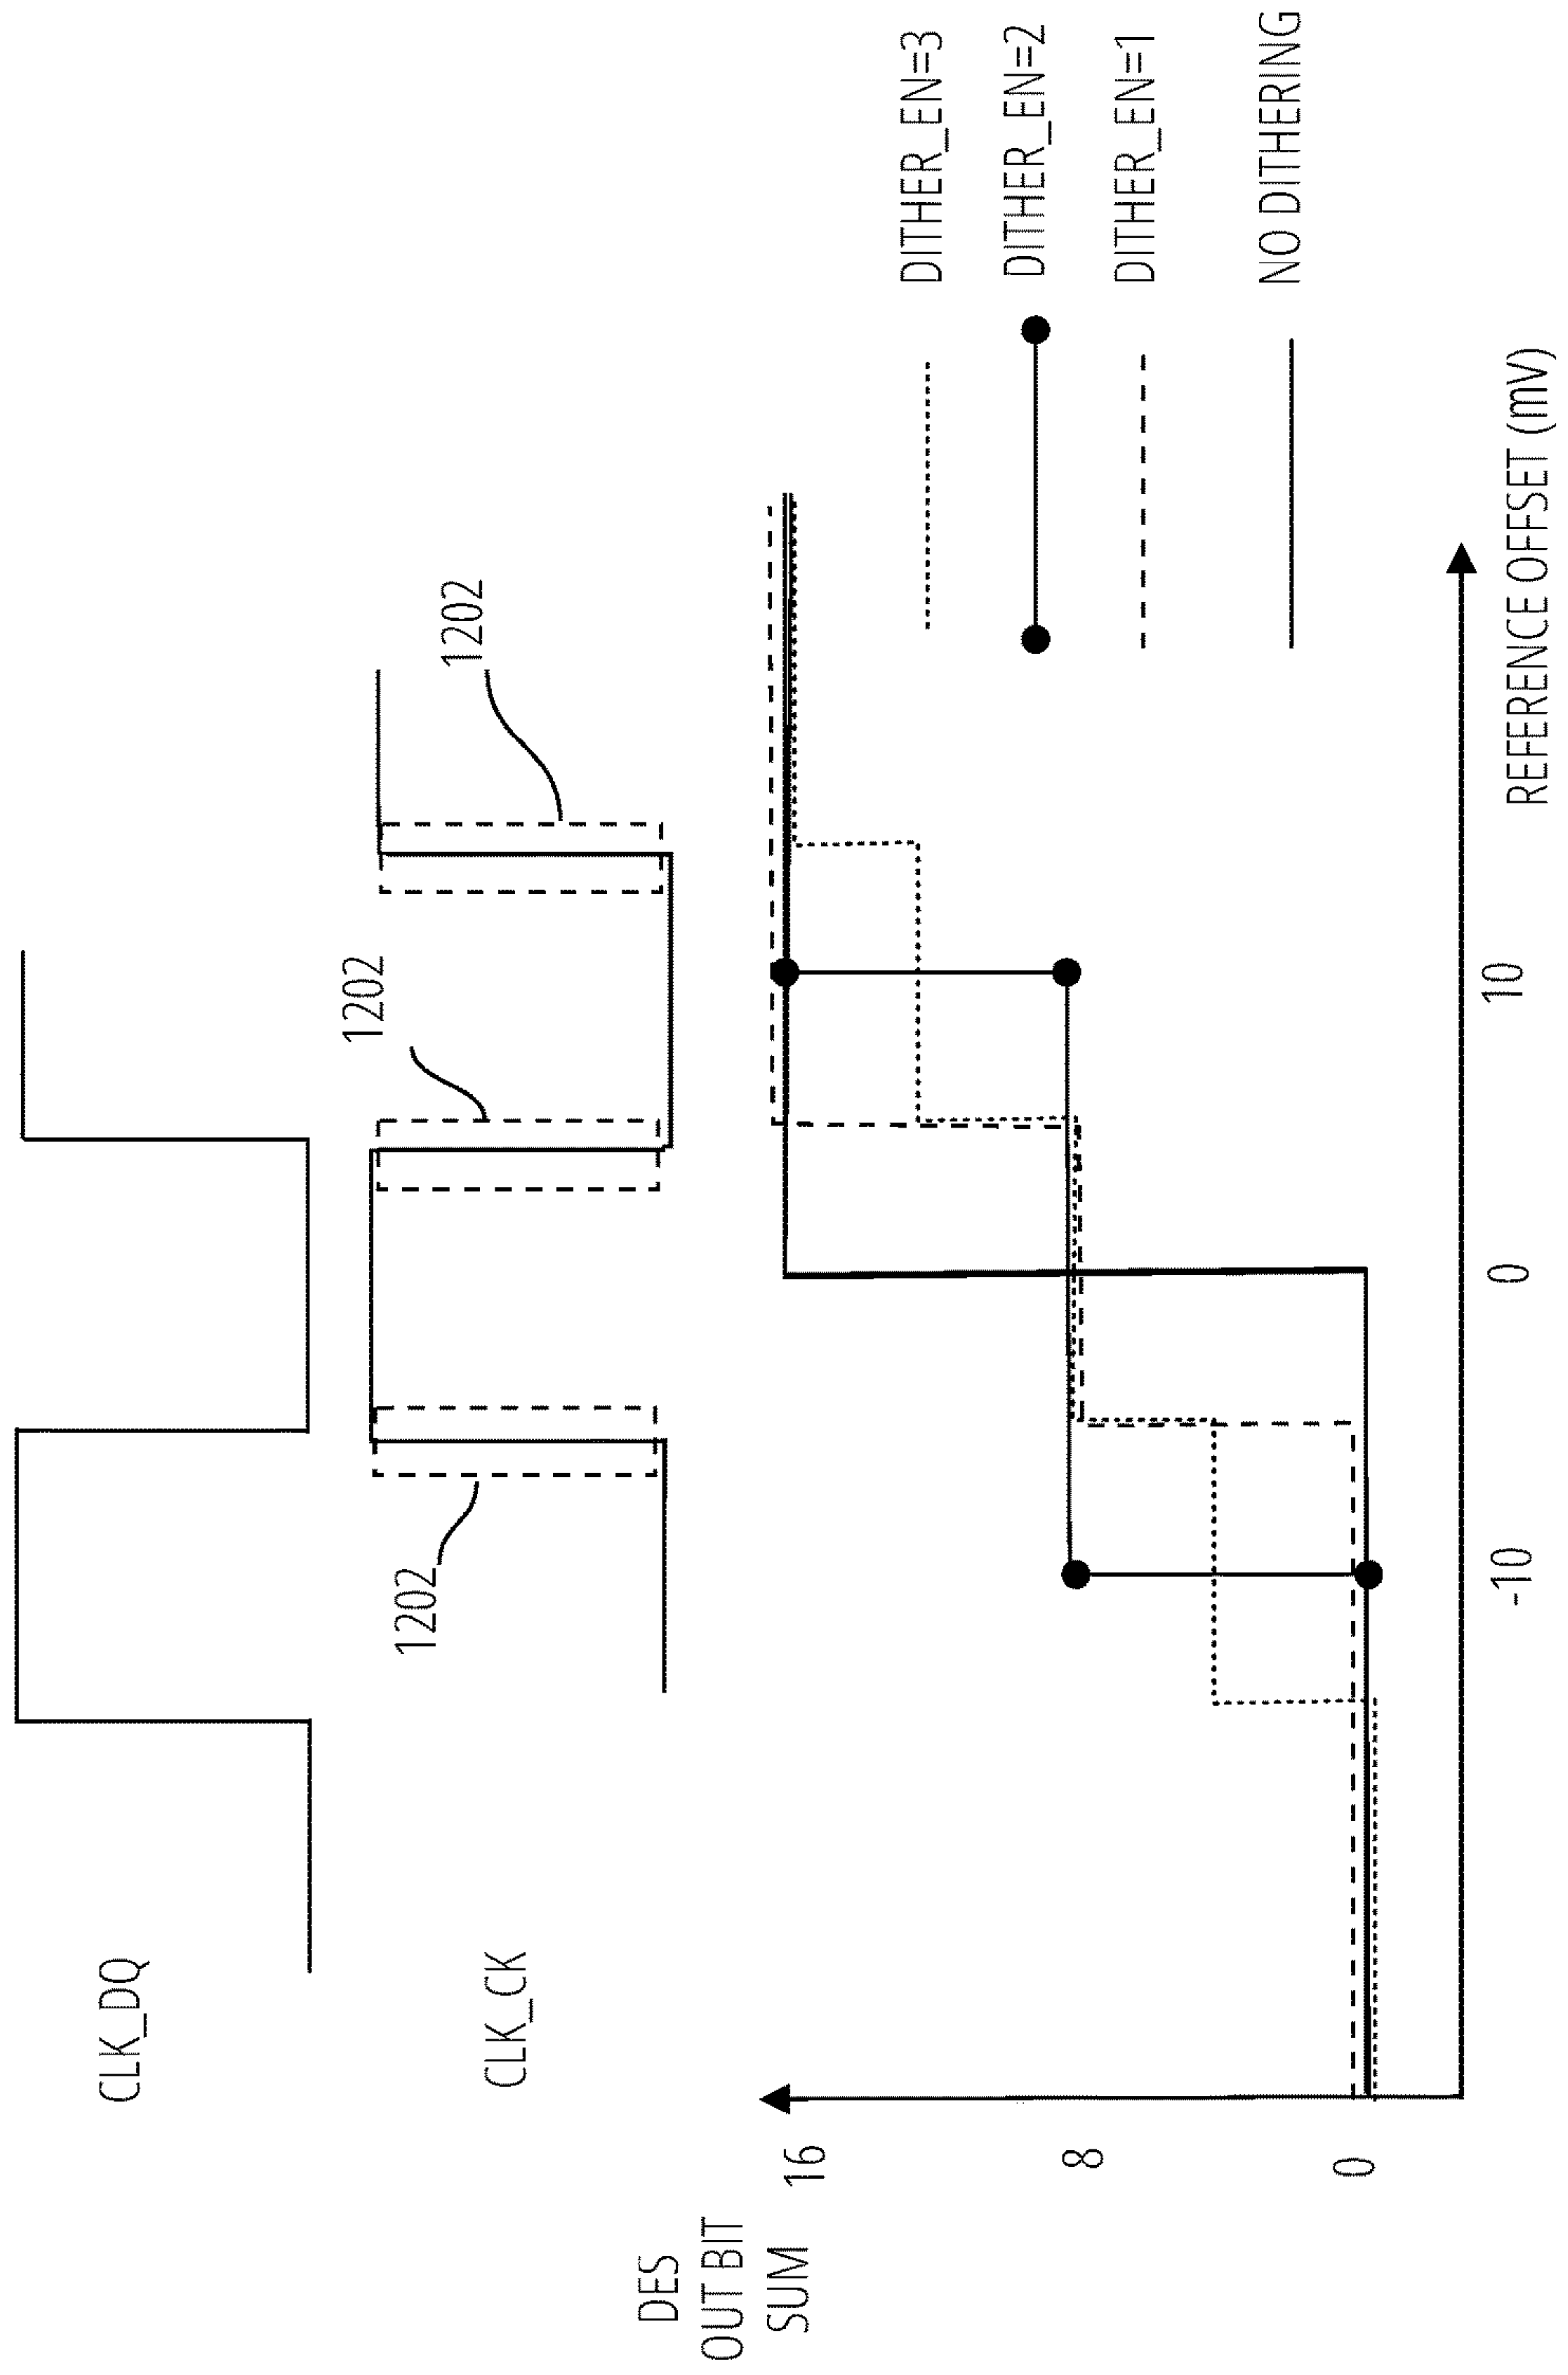 CLK_DQ
CLK_CK
1202
1202
1202
DES
OUT BIT
SUM
16
8
0
-10
0
10
REFERENCE OFFSET (mV)
DITHER_EN=3
DITHER_EN=2
DITHER_EN=1
NO DITHERING